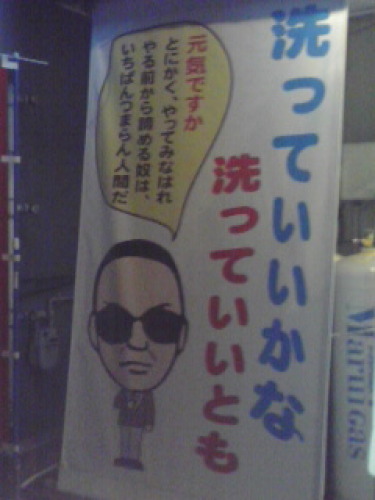 洗っていいかな
洗っていいとも
元気ですか
とにかく、やってみなはれ
やる前から諦める奴は、
いちばんつまらん人間だ
Warm Gas